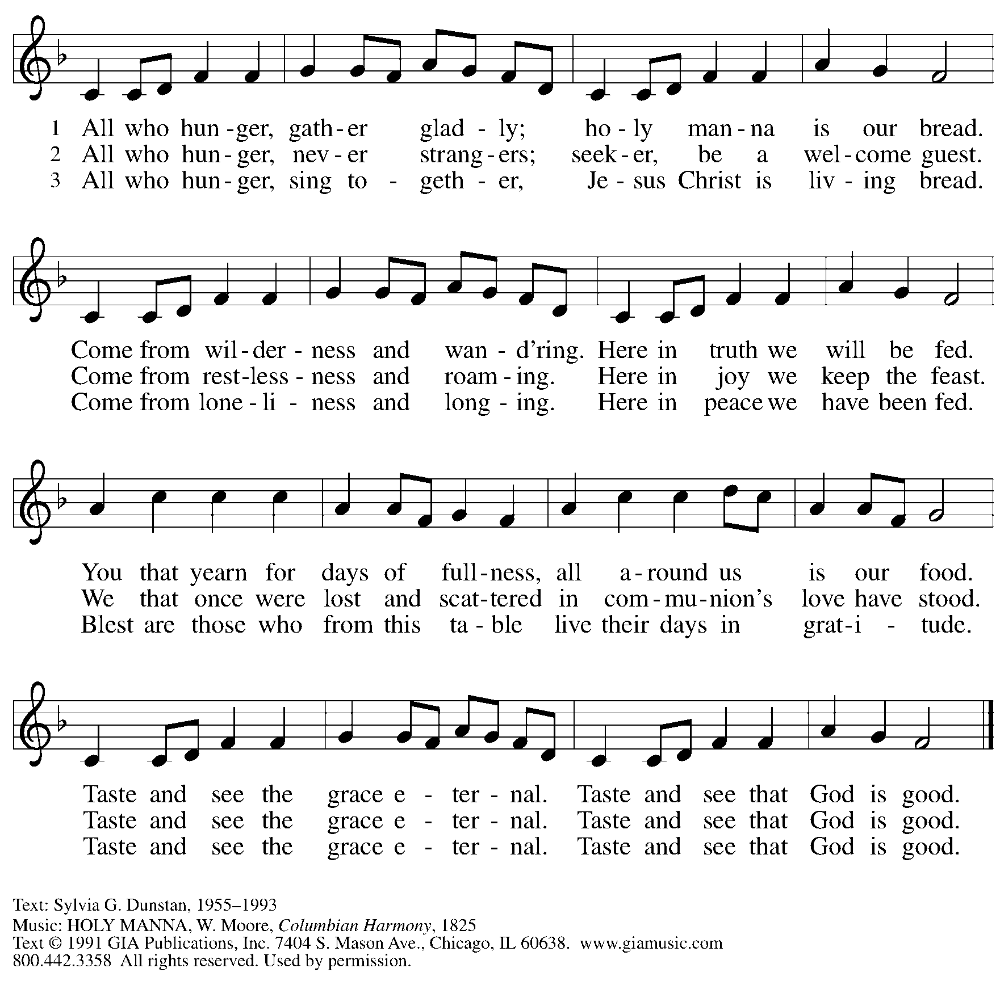 1 All who hun - ger, gath - er glad - ly; ho - ly man - na is our bread.
2 All who hun - ger, nev - er strang - ers; seek - er, be a wel - come guest.
3 All who hun - ger, sing to - geth - er, Je - sus Christ is liv - ing bread.
Come from wil - der - ness and wan - d’ring. Here in truth we will be fed.
Come from rest - less - ness and roam - ing. Here in joy we keep the feast.
Come from lone - li - ness and long - ing. Here in peace we have been fed.
You that yearn for days of full - ness, all a - round us is our food.
We that once were lost and scat - tered in com - mu - nion’s love have stood.
Blest are those who from this ta - ble live their days in grat - i - tude.
Taste and see the grace e - ter - nal. Taste and see that God is good.
Taste and see the grace e - ter - nal. Taste and see that God is good.
Taste and see the grace e - ter - nal. Taste and see that God is good.
Text: Sylvia G. Dunstan, 1955–1993
Music: HOLY MANNA, W. Moore, Columbian Harmony, 1825
Text © 1991 GIA Publications, Inc. 7404 S. Mason Ave., Chicago, IL 60638. www.giamusic.com
800.442.3358 All rights reserved. Used by permission.